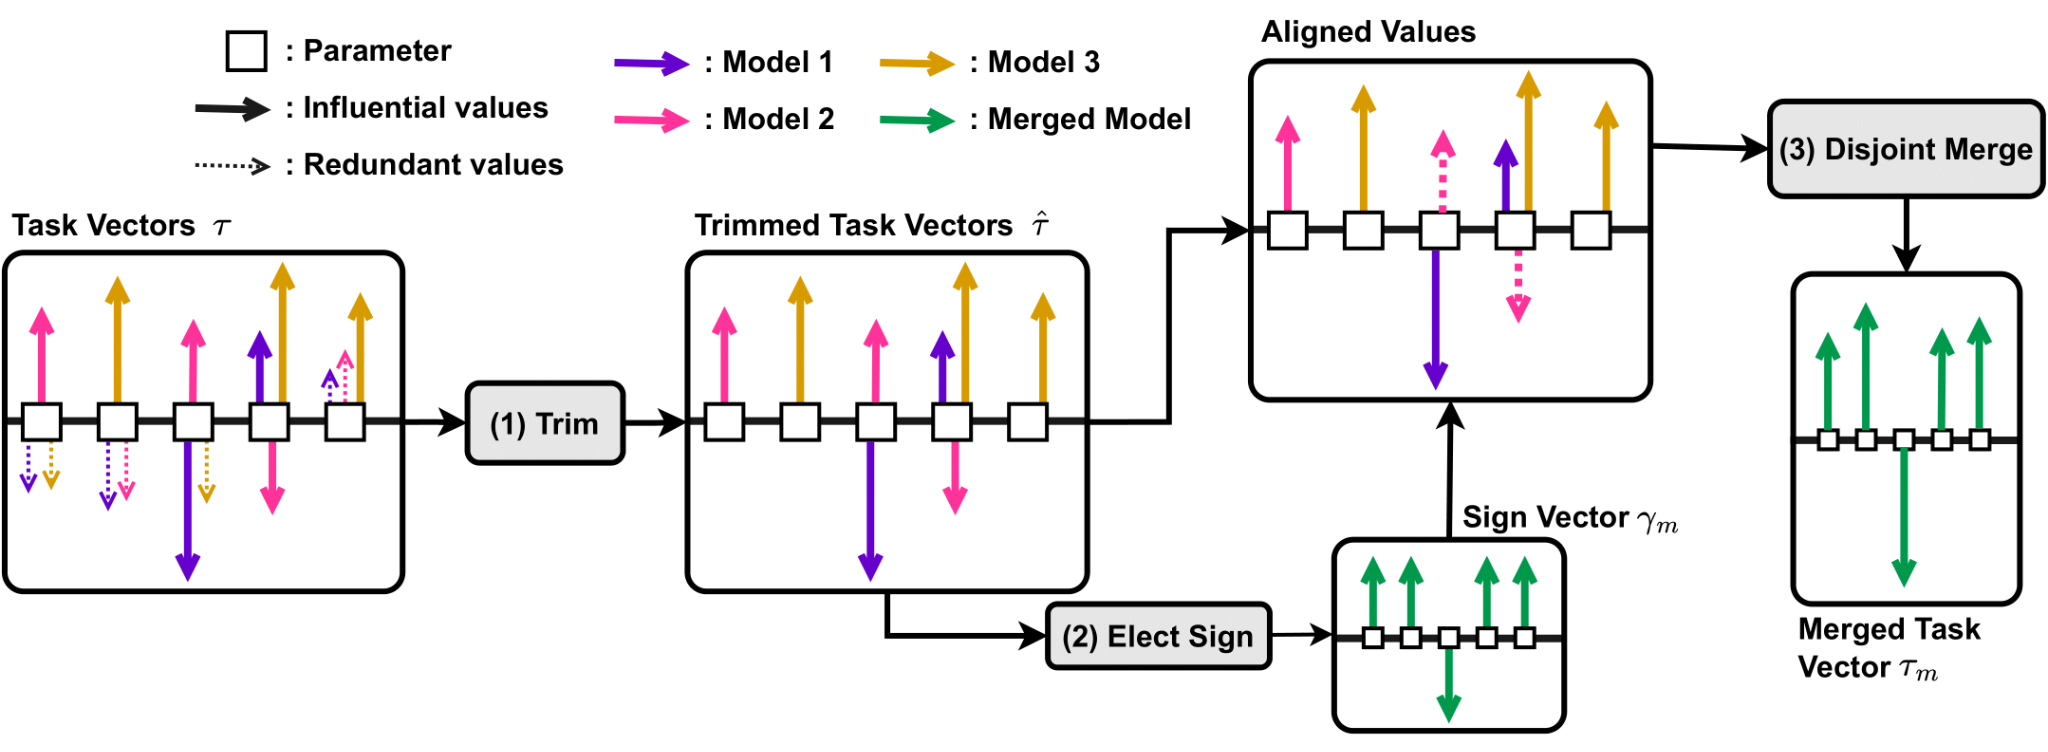 : Parameter
: Influential values
: Redundant values
: Model 1
: Model 2
: Model 3
: Merged Model
Task Vectors τ
(1) Trim
Trimmed Task Vectors τ̂
(2) Elect Sign
Sign Vector γₘ
Aligned Values
(3) Disjoint Merge
Merged Task
Vector τₘ